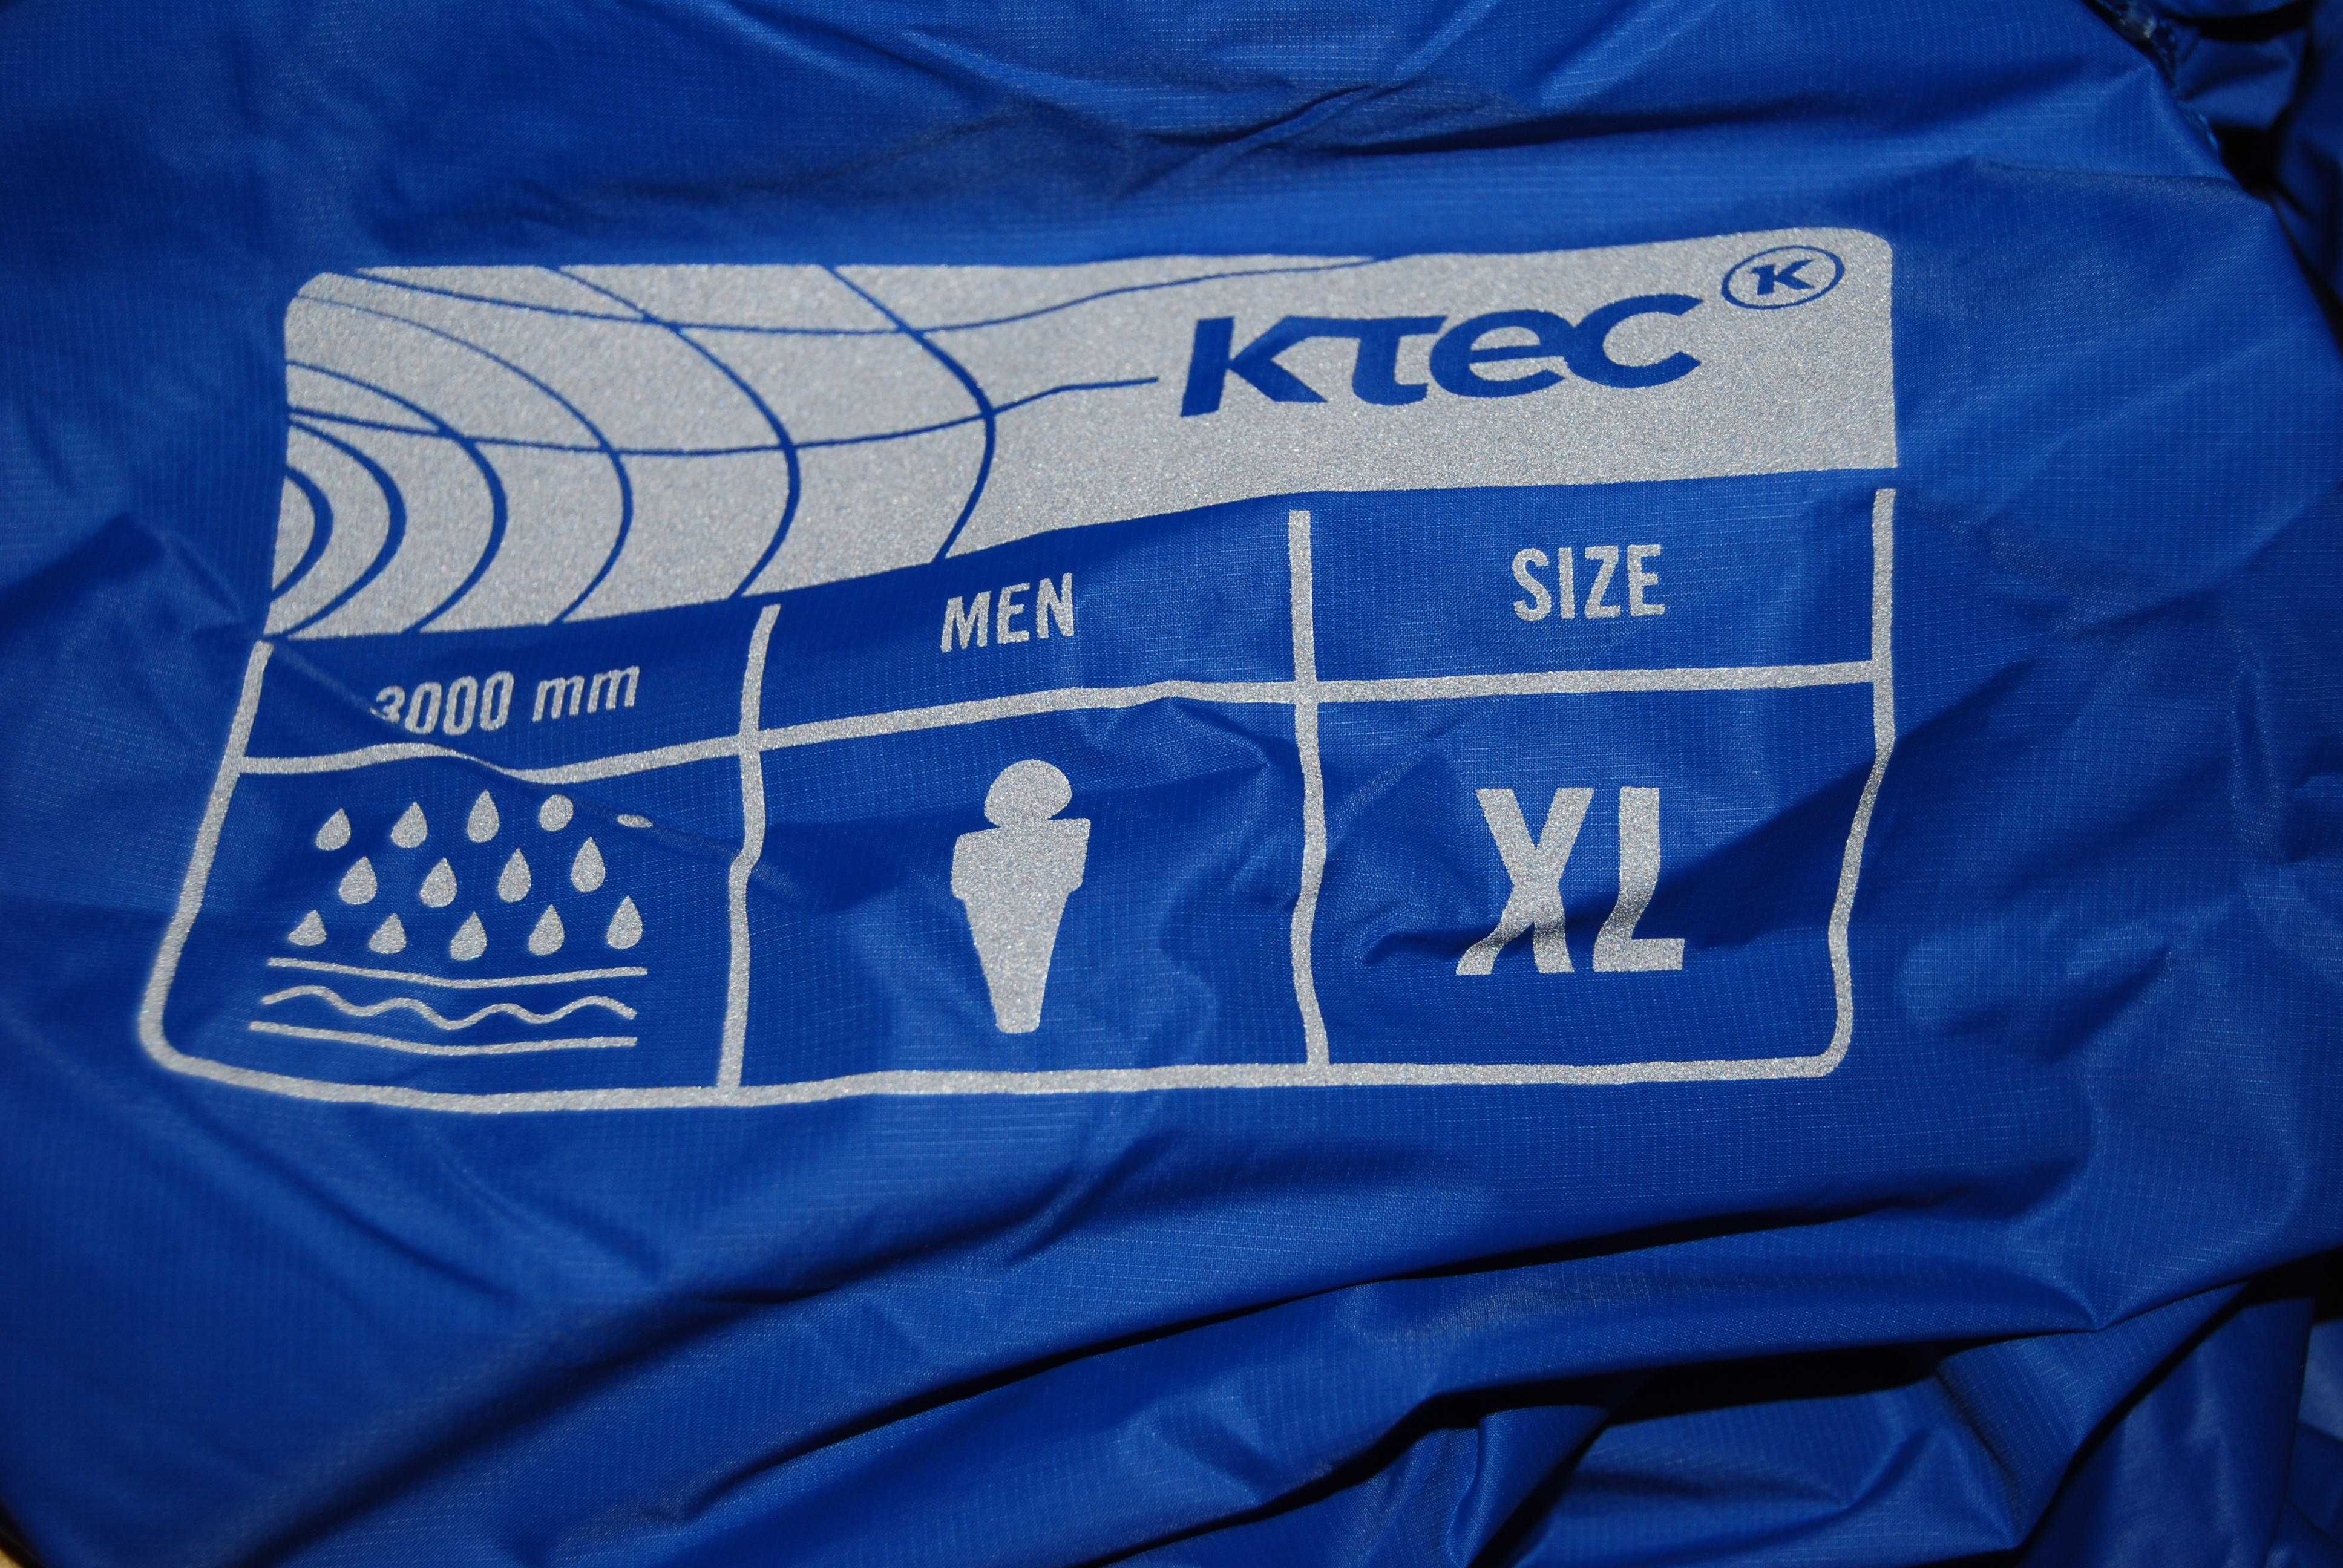 KTEC K
3000 mm MEN SIZE
XL